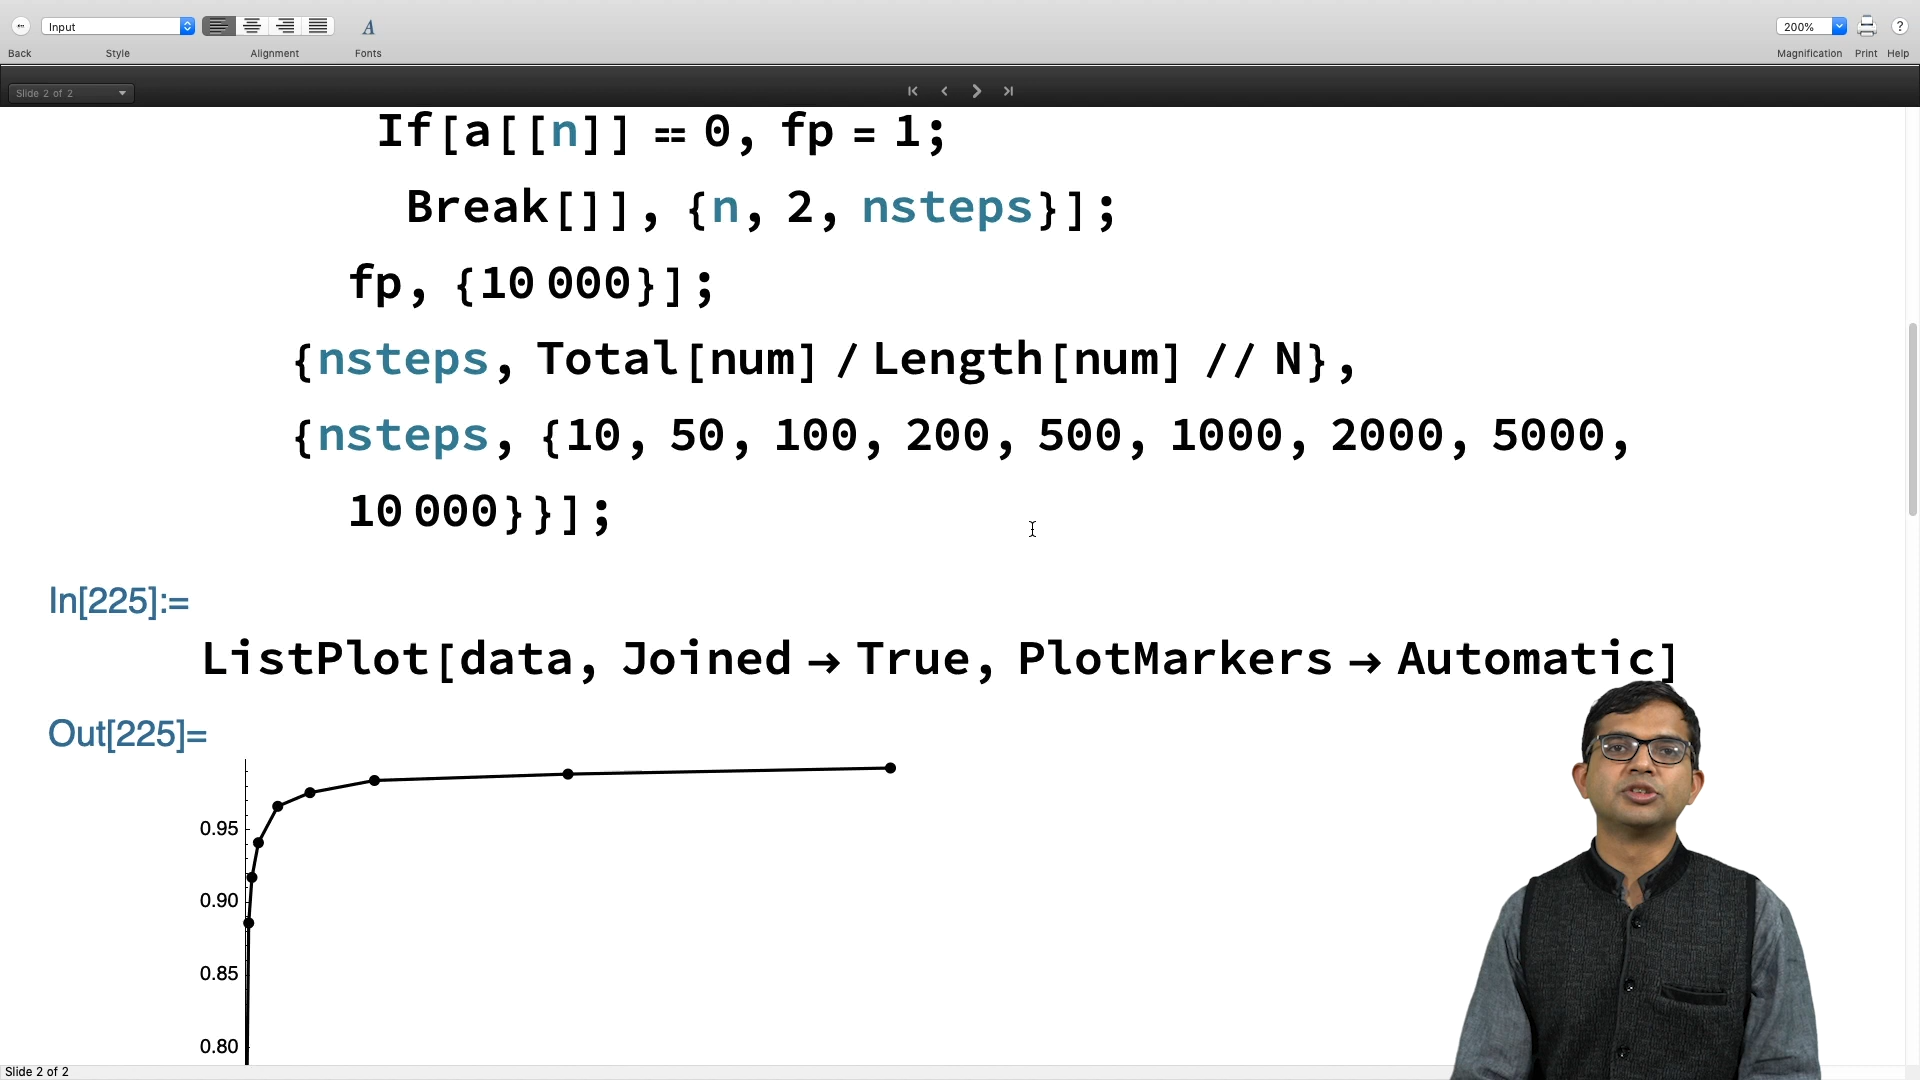 Input
200%
Back Style Alignment Fonts Magnification Print Help
Slide 2 of 2
If[a[[n]] == 0, fp = 1;
Break[]], {n, 2, nsteps}];
fp, {10 000}];
{nsteps, Total[num] / Length[num] // N},
{nsteps, {10, 50, 100, 200, 500, 1000, 2000, 5000,
10 000}}];
In[225]:=
ListPlot[data, Joined → True, PlotMarkers → Automatic]
Out[225]=
0.95
0.90
0.85
0.80
Slide 2 of 2